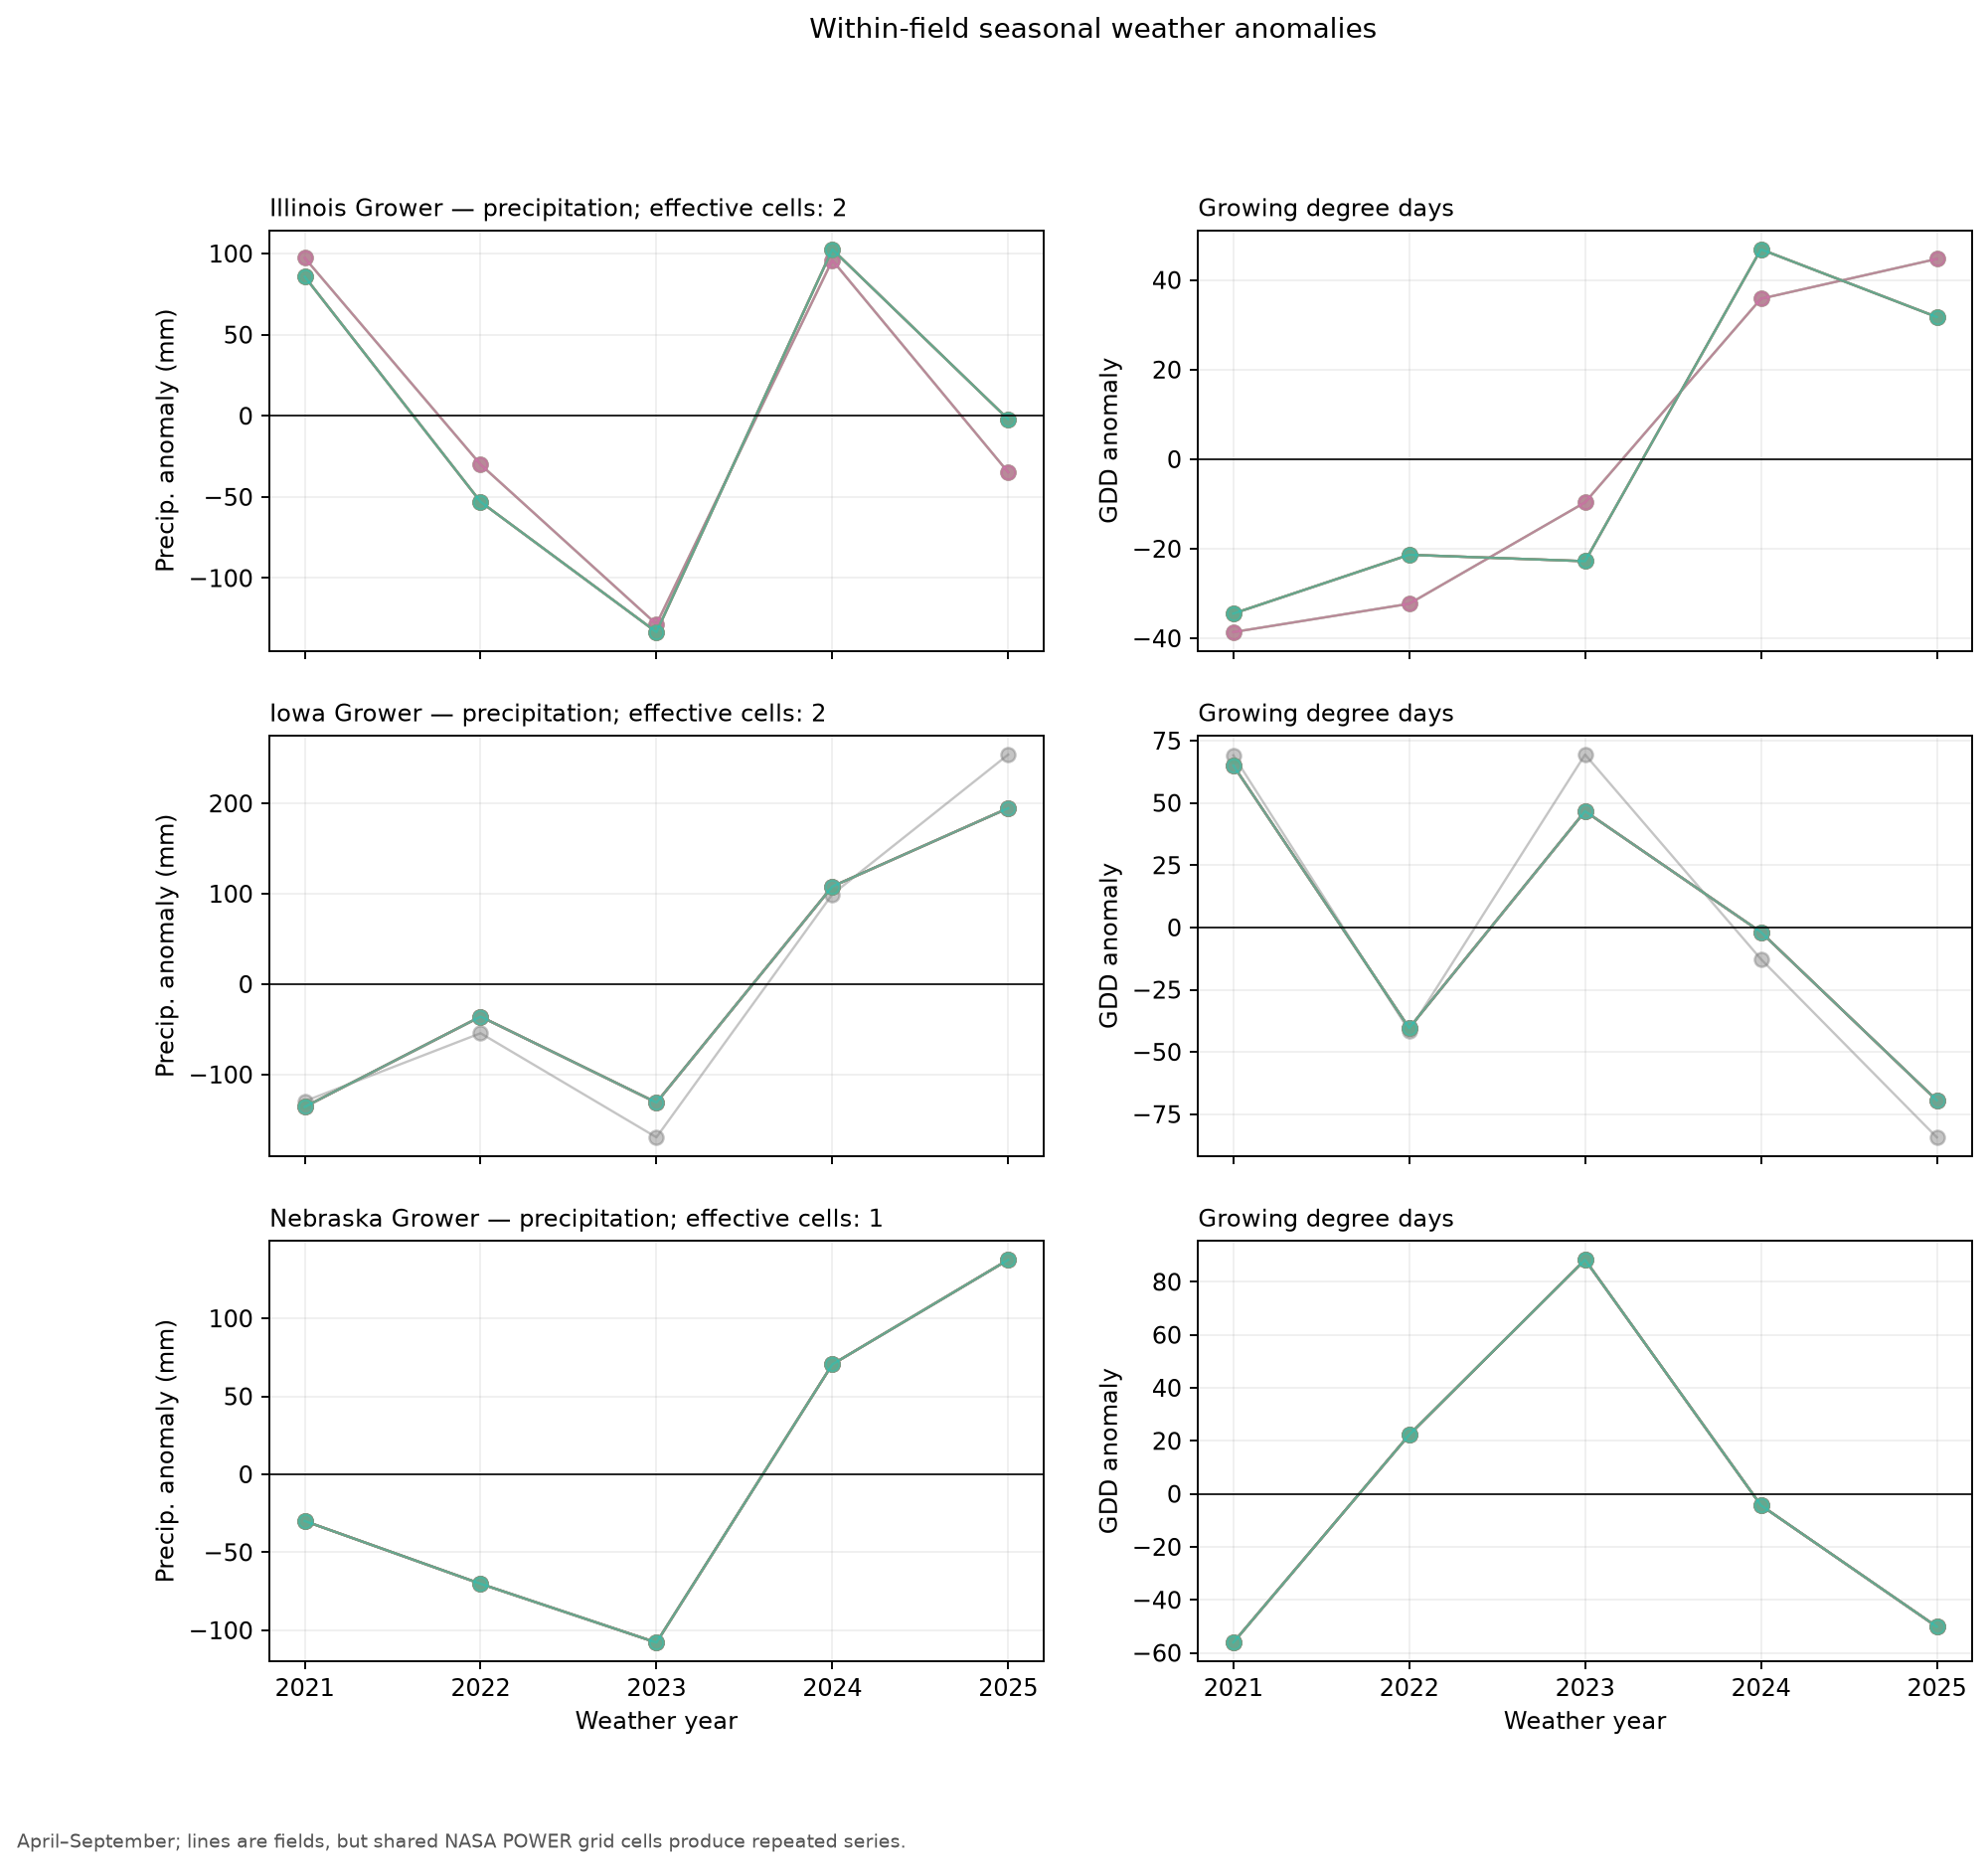 Within-field seasonal weather anomalies
Illinois Grower — precipitation; effective cells: 2
Growing degree days
Precip. anomaly (mm)
100
50
0
−50
−100
GDD anomaly
40
20
0
−20
−40
Iowa Grower — precipitation; effective cells: 2
Growing degree days
Precip. anomaly (mm)
200
100
0
−100
GDD anomaly
75
50
25
0
−25
−50
−75
Nebraska Grower — precipitation; effective cells: 1
Growing degree days
Precip. anomaly (mm)
100
50
0
−50
−100
2021 2022 2023 2024 2025
Weather year
GDD anomaly
80
60
40
20
0
−20
−40
−60
2021 2022 2023 2024 2025
Weather year
April–September; lines are fields, but shared NASA POWER grid cells produce repeated series.